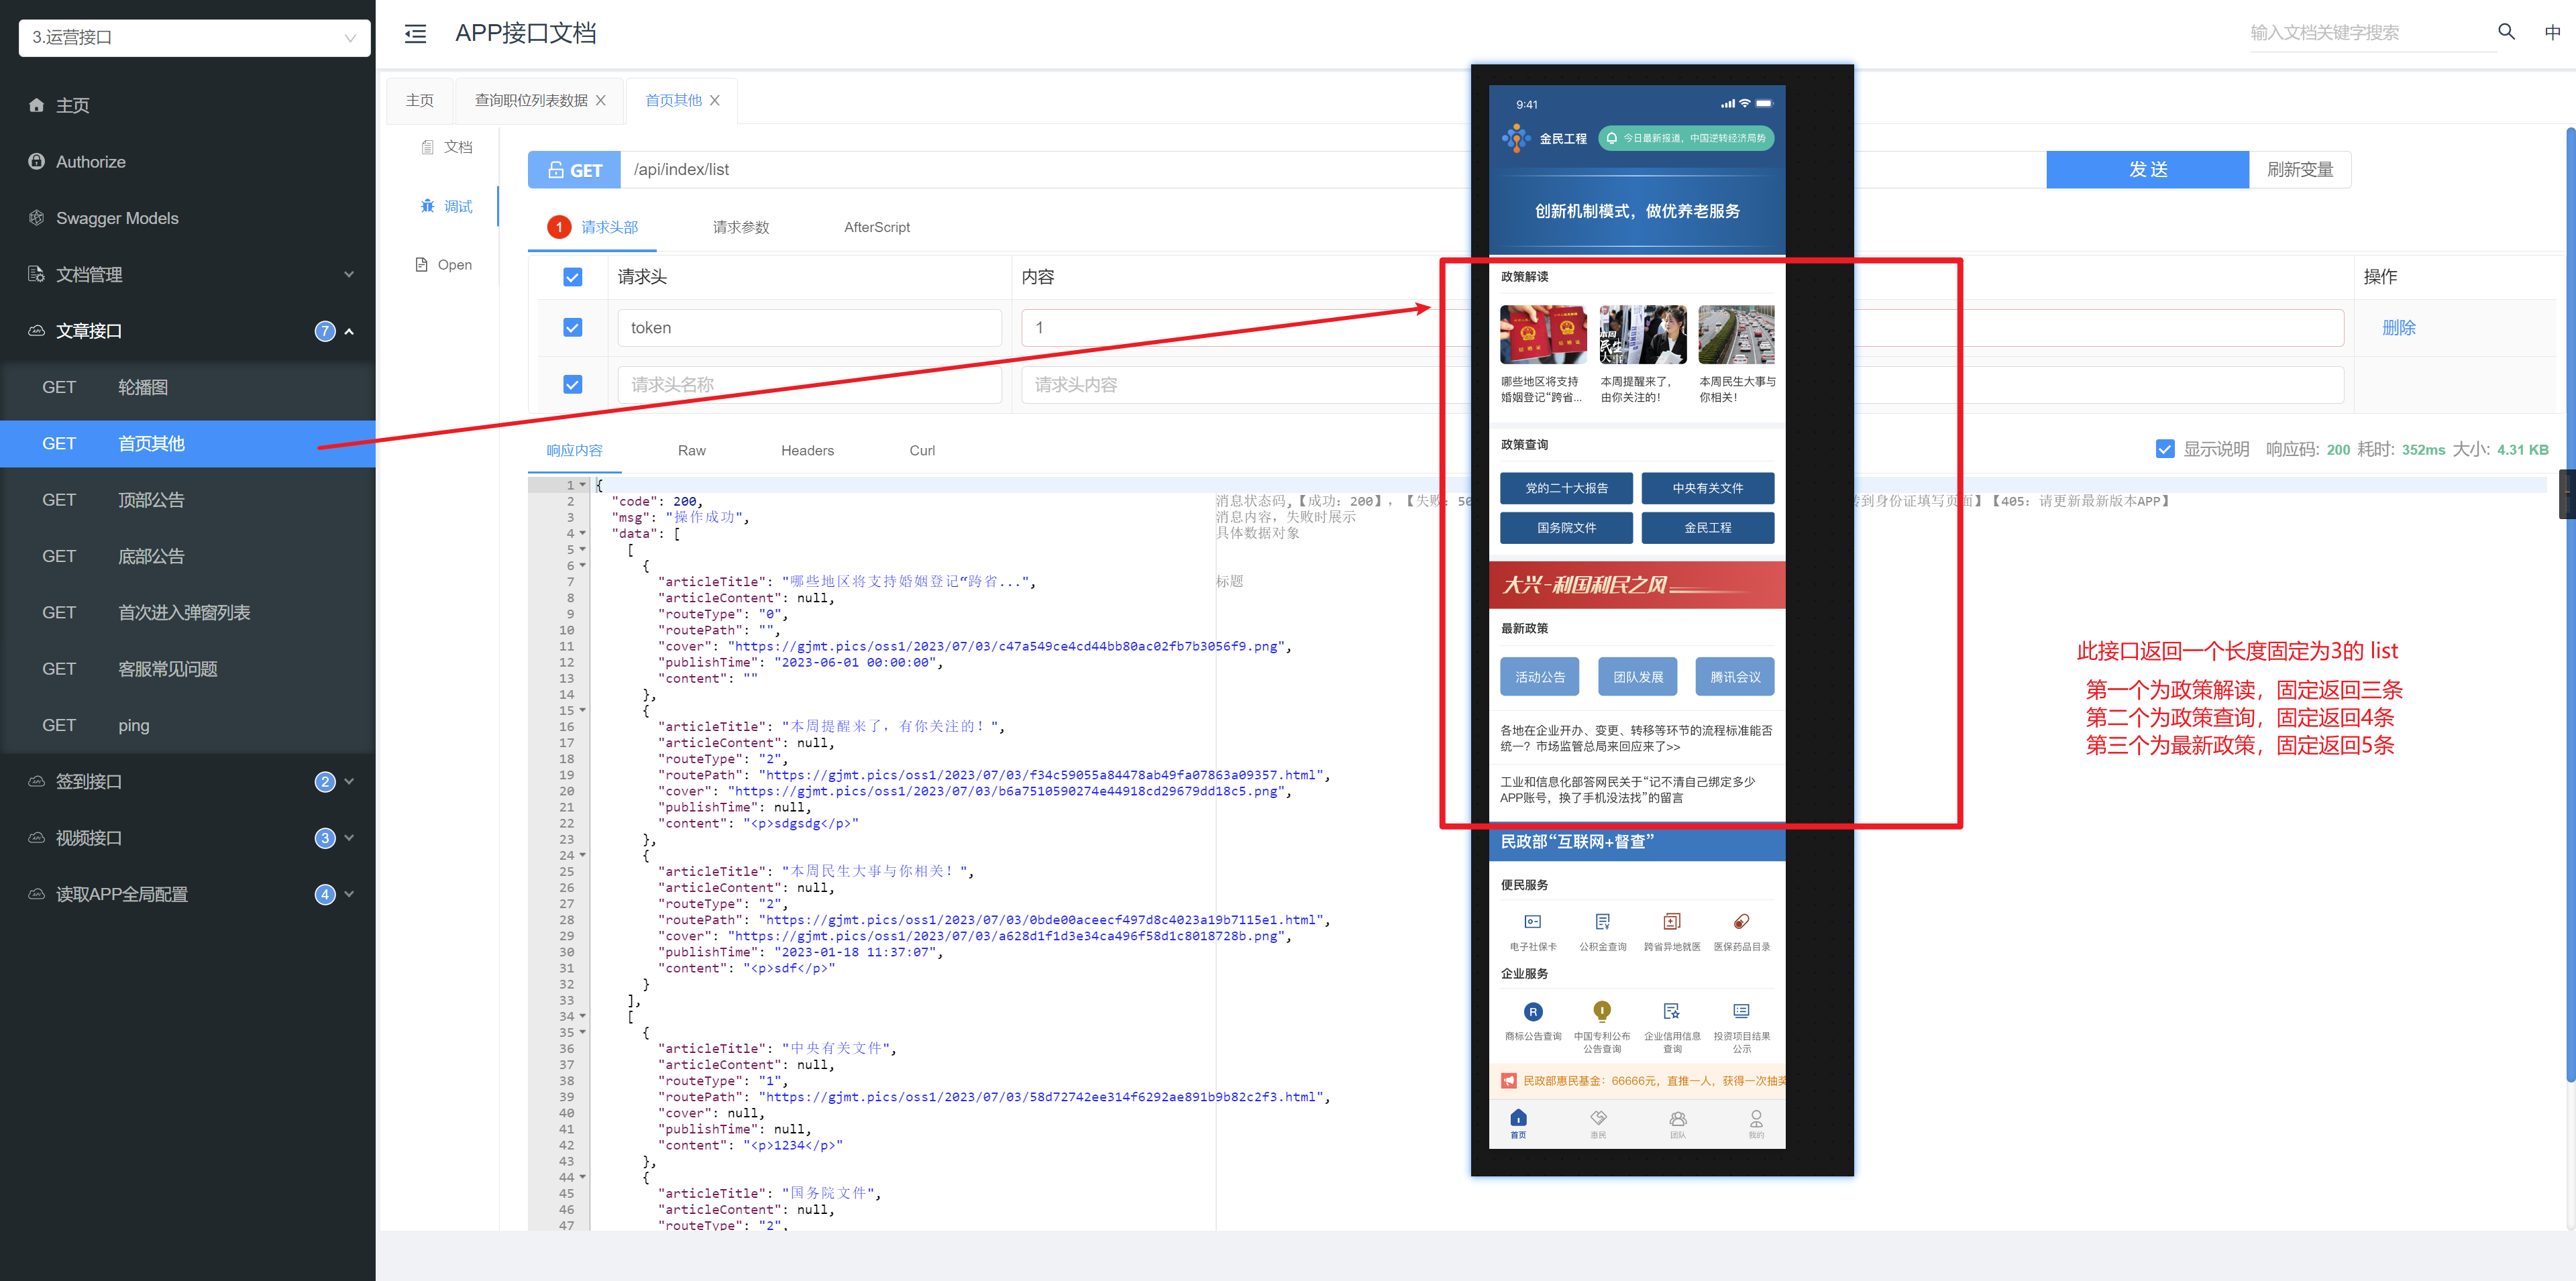 3.运营接口
APP接口文档
输入文档关键字搜索
中
主页
Authorize
Swagger Models
文档管理
文章接口
7
GET 轮播图
GET 首页其他
GET 顶部公告
GET 底部公告
GET 首次进入弹窗列表
GET 客服常见问题
GET ping
签到接口
2
视频接口
3
读取APP全局配置
4
主页
查询职位列表数据
首页其他
文档
调试
Open
GET
/api/index/list
发 送
刷新变量
1 请求头部
请求参数
AfterScript
请求头
内容
操作
token
1
删除
请求头名称
请求头内容
响应内容
Raw
Headers
Curl
显示说明 响应码: 200 耗时: 352ms 大小: 4.31 KB
1 {
2 "code": 200, 消息状态码,【成功: 200】,【失败: 50
转到身份证填写页面】【405: 请更新最新版本APP】
3 "msg": "操作成功", 消息内容, 失败时展示
4 "data": [ 具体数据对象
5 [
6 {
7 "articleTitle": "哪些地区将支持婚姻登记“跨省...", 标题
8 "articleContent": null,
9 "routeType": "0",
10 "routePath": "",
11 "cover": "https://gjmt.pics/oss1/2023/07/03/c47a549ce4cd44bb80ac02fb7b3056f9.png",
12 "publishTime": "2023-06-01 00:00:00",
13 "content": ""
14 },
15 {
16 "articleTitle": "本周提醒来了, 有你关注的! ",
17 "articleContent": null,
18 "routeType": "2",
19 "routePath": "https://gjmt.pics/oss1/2023/07/03/f34c59055a84478ab49fa07863a09357.html",
20 "cover": "https://gjmt.pics/oss1/2023/07/03/b6a7510590274e44918cd29679dd18c5.png",
21 "publishTime": null,
22 "content": "<p>sdgsdg</p>"
23 },
24 {
25 "articleTitle": "本周民生大事与你相关! ",
26 "articleContent": null,
27 "routeType": "2",
28 "routePath": "https://gjmt.pics/oss1/2023/07/03/0bde00aceecf497d8c4023a19b7115e1.html",
29 "cover": "https://gjmt.pics/oss1/2023/07/03/a628d1f1d3e34ca496f58d1c8018728b.png",
30 "publishTime": "2023-01-18 11:37:07",
31 "content": "<p>sdf</p>"
32 }
33 ],
34 [
35 {
36 "articleTitle": "中央有关文件",
37 "articleContent": null,
38 "routeType": "1",
39 "routePath": "https://gjmt.pics/oss1/2023/07/03/58d72742ee314f6292ae891b9b82c2f3.html",
40 "cover": null,
41 "publishTime": null,
42 "content": "<p>1234</p>"
43 },
44 {
45 "articleTitle": "国务院文件",
46 "articleContent": null,
47 "routeType": "2",
9:41
金民工程
今日最新报道，中国逆转经济局势
创新机制模式，做优养老服务
政策解读
哪些地区将支持
婚姻登记“跨省...
本周提醒来了，
由你关注的！
本周民生大事与
你相关！
政策查询
党的二十大报告
中央有关文件
国务院文件
金民工程
大兴-利国利民之风
最新政策
活动公告
团队发展
腾讯会议
各地在企业开办、变更、转移等环节的流程标准能否
统一？市场监管总局来回应来了>>
工业和信息化部答网民关于“记不清自己绑定多少
APP账号，换了手机没法找”的留言
民政部“互联网+督查”
便民服务
电子社保卡
公积金查询
跨省异地就医
医保药品目录
企业服务
R
商标公告查询
中国专利公布
公告查询
企业信用信息
查询
投资项目结果
公示
民政部惠民基金：66666元，直推一人，获得一次抽奖
首页
惠民
团队
我的
此接口返回一个长度固定为3的 list
第一个为政策解读，固定返回三条
第二个为政策查询，固定返回4条
第三个为最新政策，固定返回5条